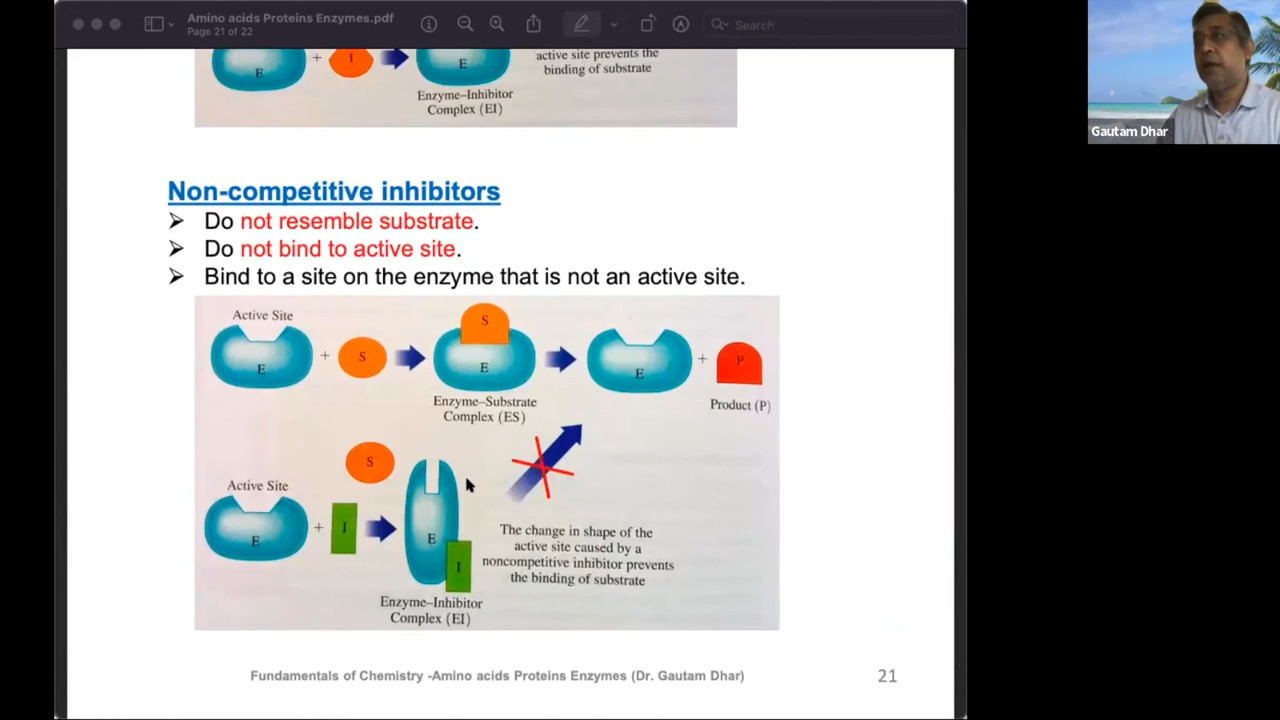 Amino acids Proteins Enzymes.pdf
Page 21 of 22
Search
Gautam Dhar
+ I
E
E
active site prevents the
binding of substrate
Enzyme–Inhibitor
Complex (EI)
Non-competitive inhibitors
➢ Do not resemble substrate.
➢ Do not bind to active site.
➢ Bind to a site on the enzyme that is not an active site.
Active Site
S
E + S
E
E + P
Enzyme–Substrate
Complex (ES)
Product (P)
S
Active Site
E + I
E
I
The change in shape of the
active site caused by a
noncompetitive inhibitor prevents
the binding of substrate
Enzyme–Inhibitor
Complex (EI)
Fundamentals of Chemistry -Amino acids Proteins Enzymes (Dr. Gautam Dhar)
21